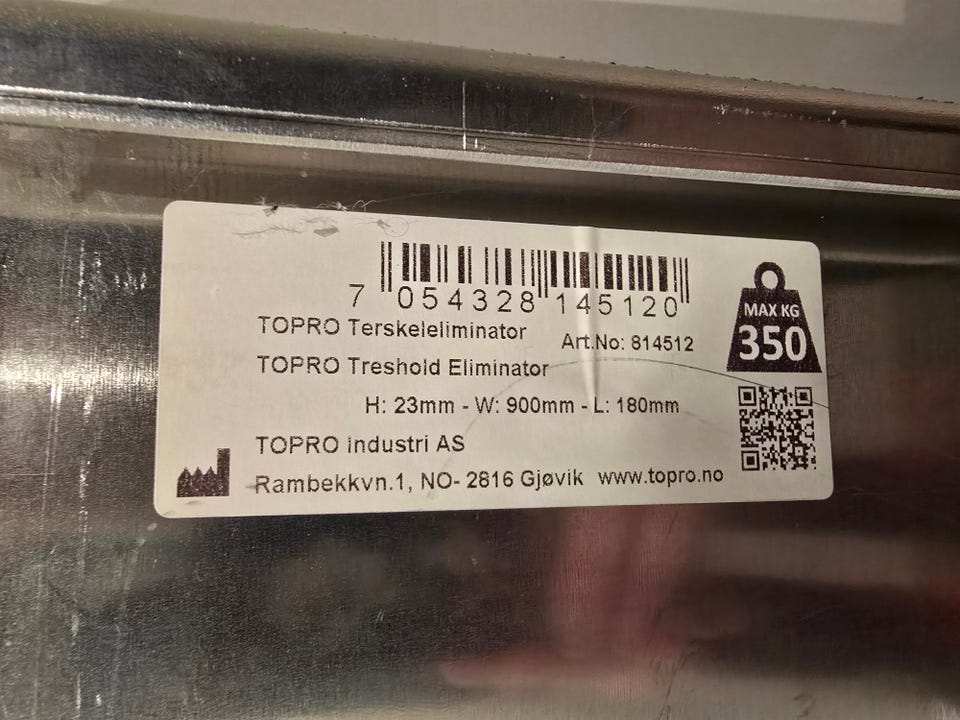 7 054328 145120
TOPRO Terskeleliminator Art.No: 814512
TOPRO Treshold Eliminator
H: 23mm - W: 900mm - L: 180mm
TOPRO Industri AS
Rambekkvn.1, NO- 2816 Gjøvik www.topro.no
MAX KG
350